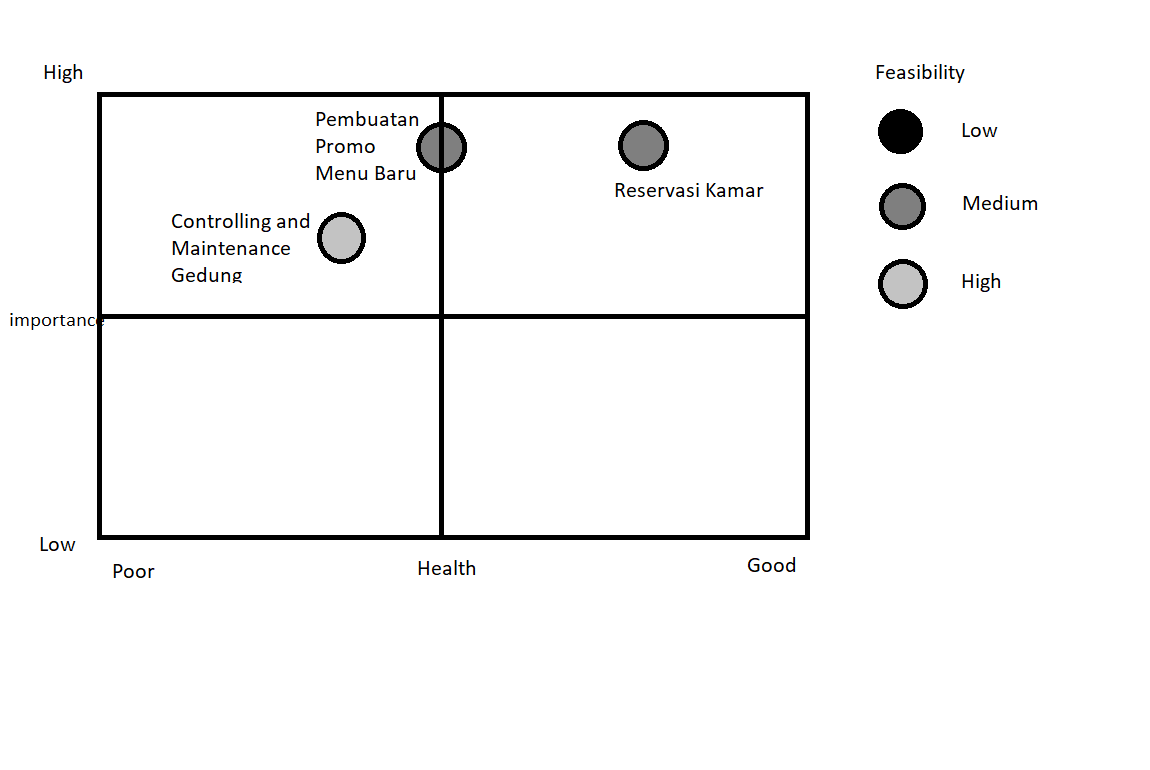 High
Pembuatan
Promo
Menu Baru
Reservasi Kamar
Controlling and
Maintenance
Gedung
importance
Low
Poor
Health
Good
Feasibility
Low
Medium
High